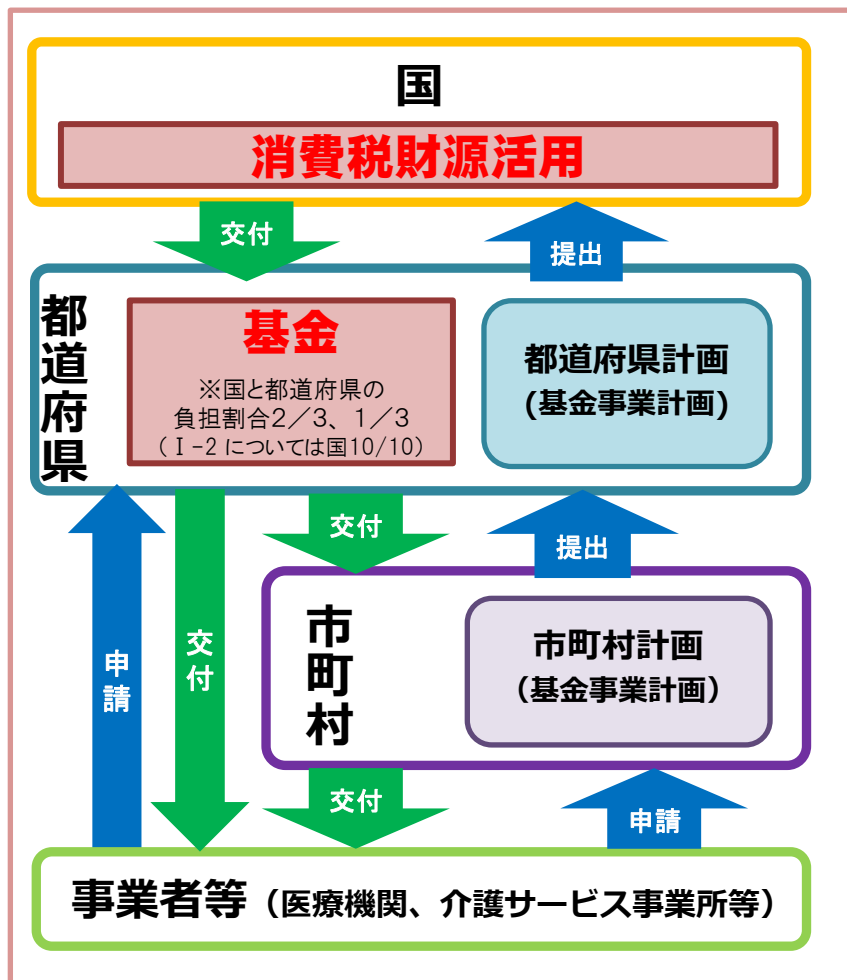 国
消費税財源活用
交付
提出
都道府県
基金
※国と都道府県の
負担割合2／3、1／3
(Ⅰ-2 については国10/10)
都道府県計画
(基金事業計画)
交付
提出
申請
交付
市町村
市町村計画
(基金事業計画)
交付
申請
事業者等（医療機関、介護サービス事業所等）